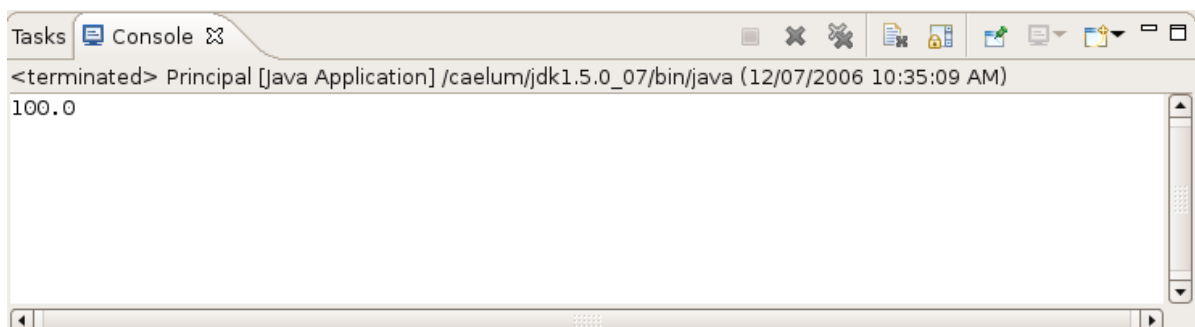 Tasks Console
<terminated> Principal [Java Application] /caelum/jdk1.5.0_07/bin/java (12/07/2006 10:35:09 AM)
100.0